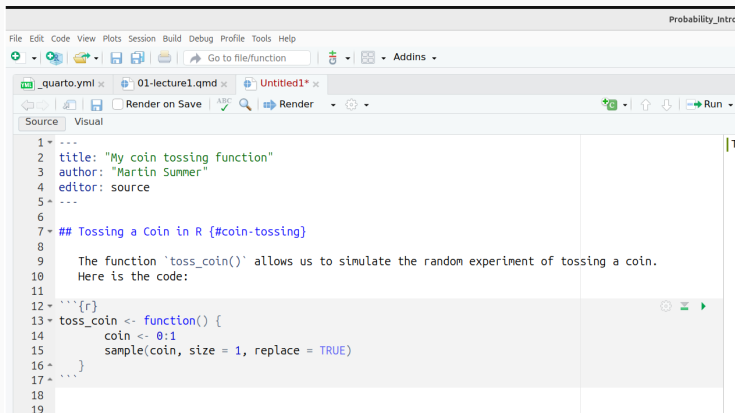 Probability_Intro
File Edit Code View Plots Session Build Debug Profile Tools Help
Go to file/function Addins
_quarto.yml 01-lecture1.qmd Untitled1*
Render on Save ABC Render Run
Source Visual
1 ---
2 title: "My coin tossing function"
3 author: "Martin Summer"
4 editor: source
5 ---
6
7 ## Tossing a Coin in R {#coin-tossing}
8
9 The function `toss_coin()` allows us to simulate the random experiment of tossing a coin.
10 Here is the code:
11
12 ```{r}
13 toss_coin <- function() {
14 coin <- 0:1
15 sample(coin, size = 1, replace = TRUE)
16 }
17 ```
18
19